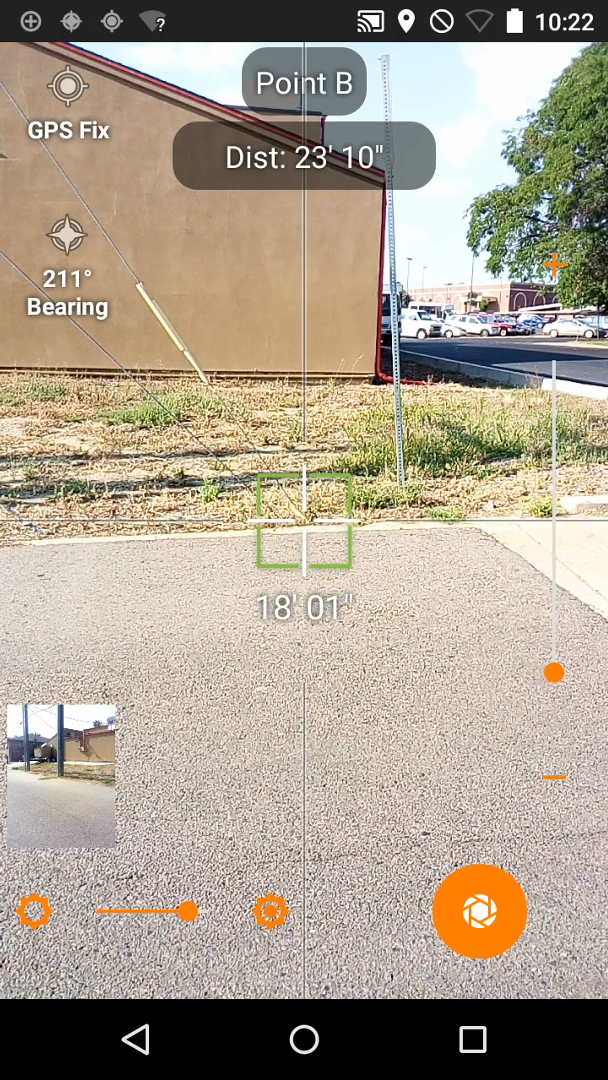 ?
10:22
Point B
GPS Fix
Dist: 23' 10"
211°
Bearing
+
18' 01"
−